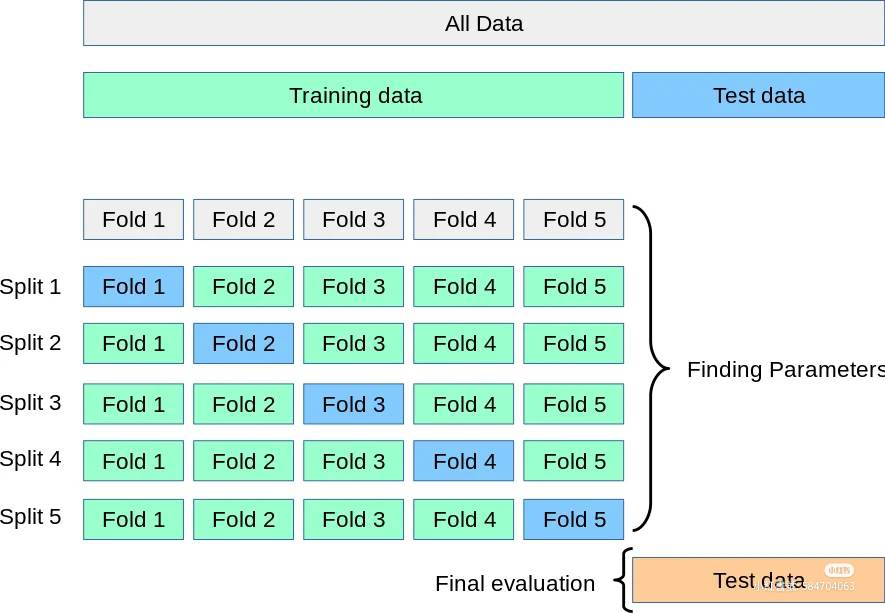 All Data
Training data Test data
Fold 1 Fold 2 Fold 3 Fold 4 Fold 5
Split 1 Fold 1 Fold 2 Fold 3 Fold 4 Fold 5
Split 2 Fold 1 Fold 2 Fold 3 Fold 4 Fold 5
Finding Parameters
Split 3 Fold 1 Fold 2 Fold 3 Fold 4 Fold 5
Split 4 Fold 1 Fold 2 Fold 3 Fold 4 Fold 5
Split 5 Fold 1 Fold 2 Fold 3 Fold 4 Fold 5
小红书
Final evaluation Test data